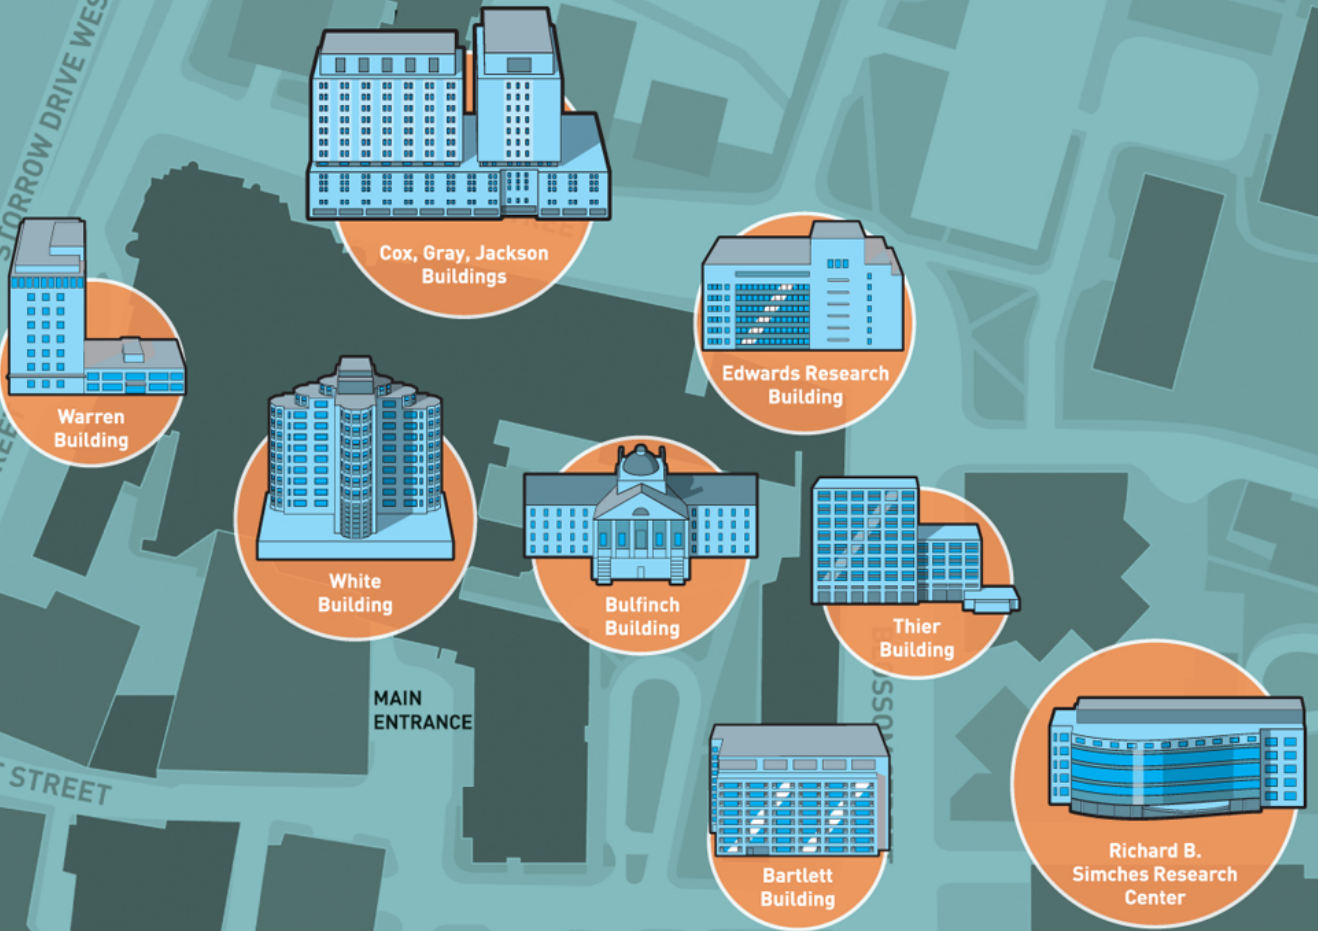 STORROW DRIVE WES
Cox, Gray, Jackson
Buildings
Edwards Research
Building
Warren
Building
White
Building
Bulfinch
Building
Thier
Building
MAIN
ENTRANCE
BLOSSOM
T STREET
Bartlett
Building
Richard B.
Simches Research
Center